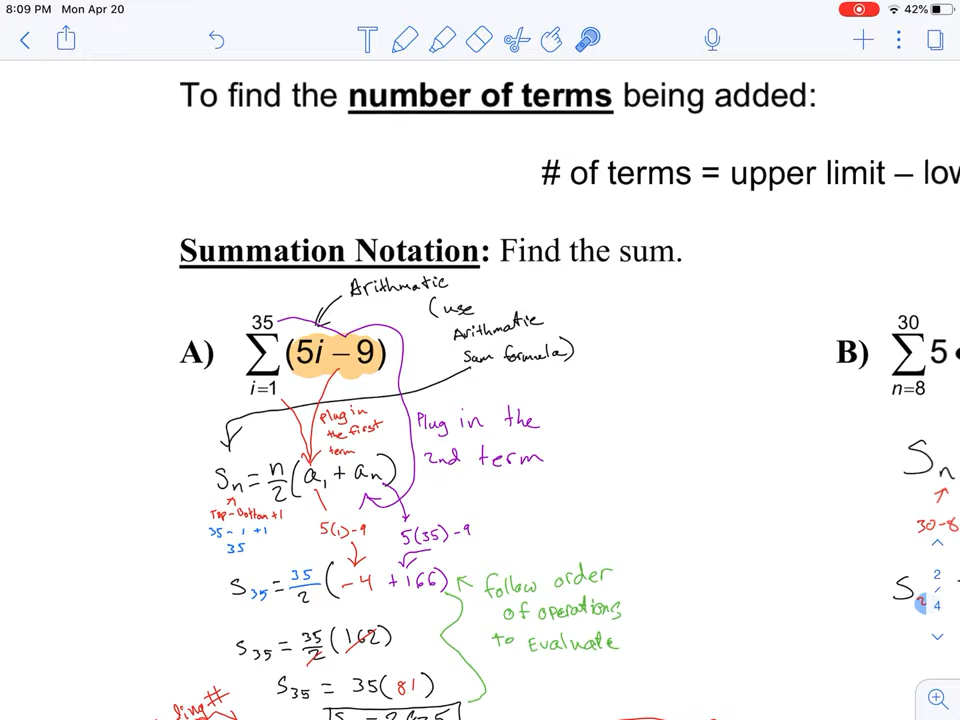 8:09 PM Mon Apr 20
42%
To find the number of terms being added:
# of terms = upper limit – low
Summation Notation: Find the sum.
Arithmatic
(use
Arithmatic
sum formula)
A) 35 ∑ i=1 (5i – 9)
B) 30 ∑ n=8 5
plug in
the first
term
Plug in the
2nd term
Sn = n/2 (a1 + an)
Sn
Top-Bottom+1
35 - 1 + 1
35
5(1)-9
5(35)-9
30-8
S35 = 35/2 (-4 +166)
follow order
of operations
to Evaluate
S
2
/
4
S35 = 35/2 (162)
S35 = 35(81)